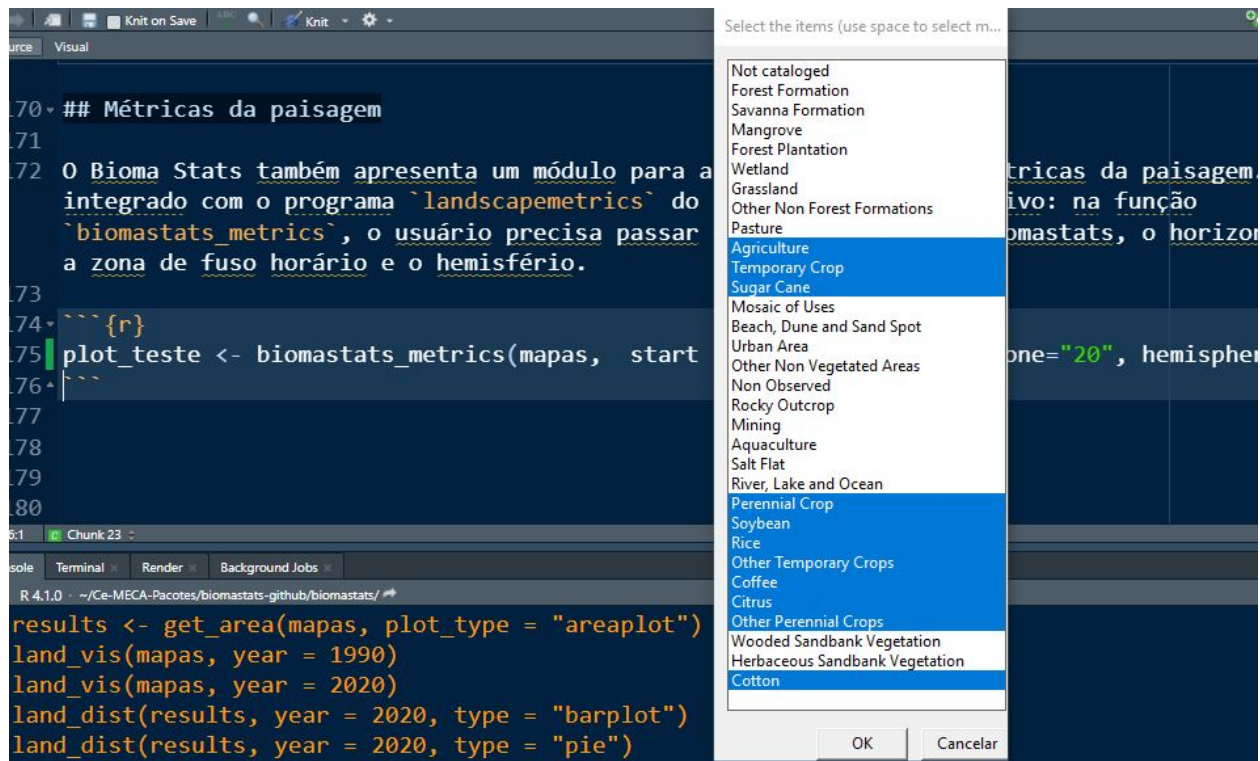 Knit on Save
ABC
Knit
urce
Visual
170
## Métricas da paisagem
171
172
O Bioma Stats também apresenta um módulo para a
tricas da paisagem.
integrado com o programa `landscapemetrics` do
ivo: na função
`biomastats_metrics`, o usuário precisa passar
omastats, o horizon
a zona de fuso horário e o hemisfério.
173
174
```{r}
175
plot_teste <- biomastats_metrics(mapas,  start
one="20", hemispher
176
```
177
178
179
180
6:1
Chunk 23
sole
Terminal
Render
Background Jobs
R 4.1.0 · ~/Ce-MECA-Pacotes/biomastats-github/biomastats/
results <- get_area(mapas, plot_type = "areaplot")
land_vis(mapas, year = 1990)
land_vis(mapas, year = 2020)
land_dist(results, year = 2020, type = "barplot")
land_dist(results, year = 2020, type = "pie")
Select the items (use space to select m...
Not cataloged
Forest Formation
Savanna Formation
Mangrove
Forest Plantation
Wetland
Grassland
Other Non Forest Formations
Pasture
Agriculture
Temporary Crop
Sugar Cane
Mosaic of Uses
Beach, Dune and Sand Spot
Urban Area
Other Non Vegetated Areas
Non Observed
Rocky Outcrop
Mining
Aquaculture
Salt Flat
River, Lake and Ocean
Perennial Crop
Soybean
Rice
Other Temporary Crops
Coffee
Citrus
Other Perennial Crops
Wooded Sandbank Vegetation
Herbaceous Sandbank Vegetation
Cotton
OK
Cancelar